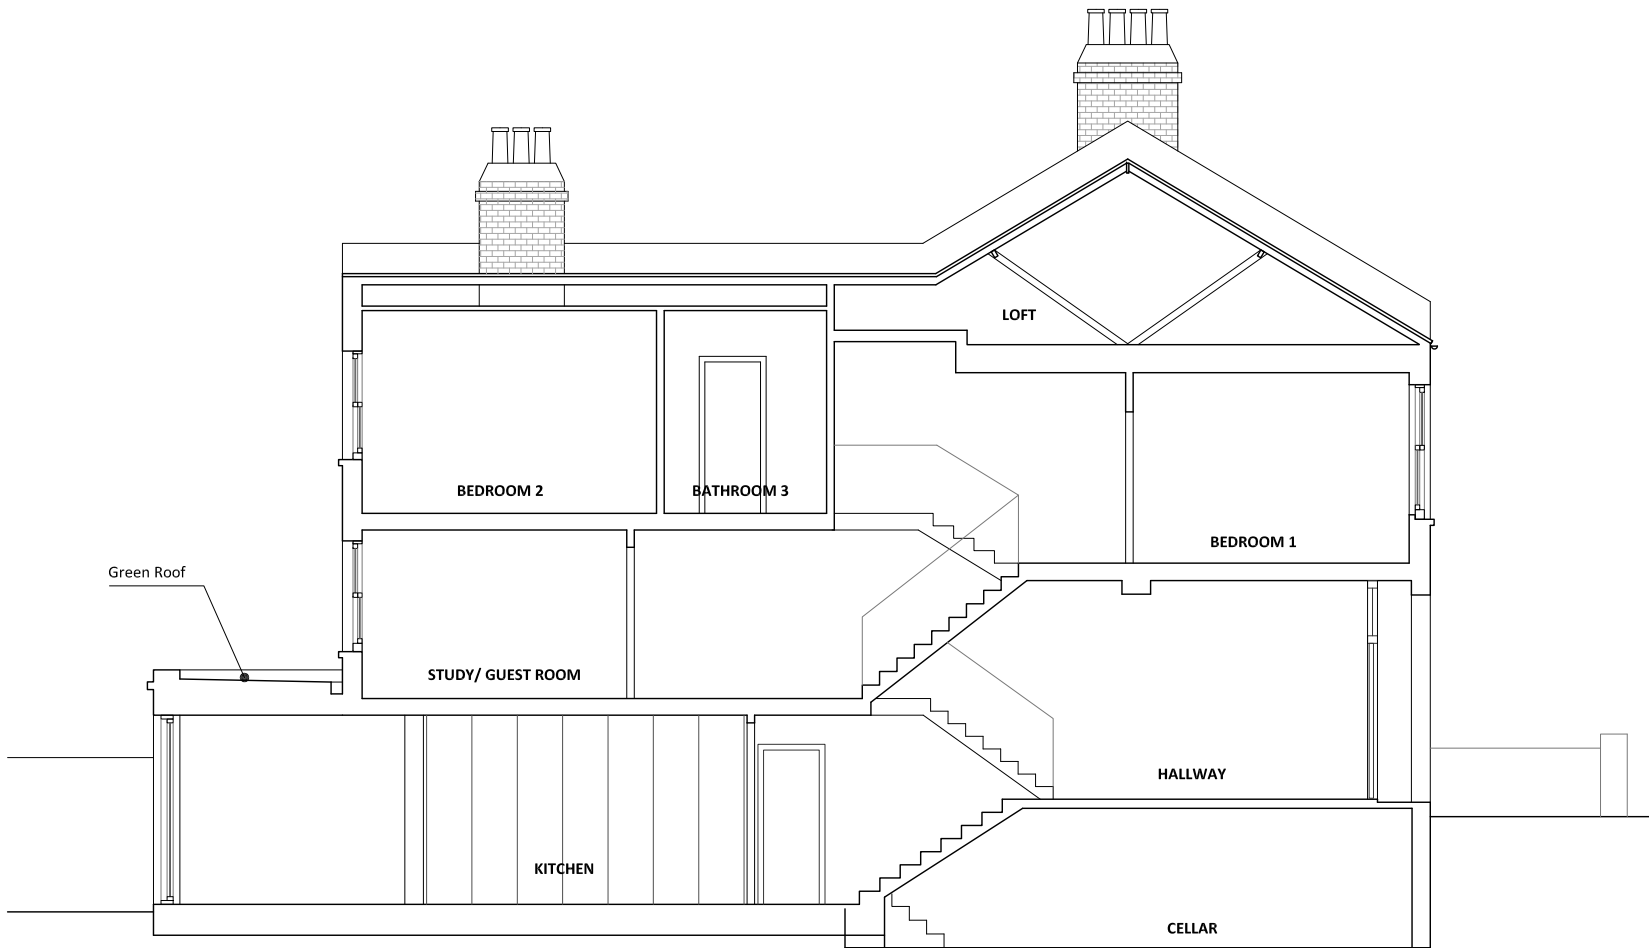 LOFT
BEDROOM 2
BATHROOM 3
BEDROOM 1
Green Roof
STUDY/ GUEST ROOM
HALLWAY
KITCHEN
CELLAR